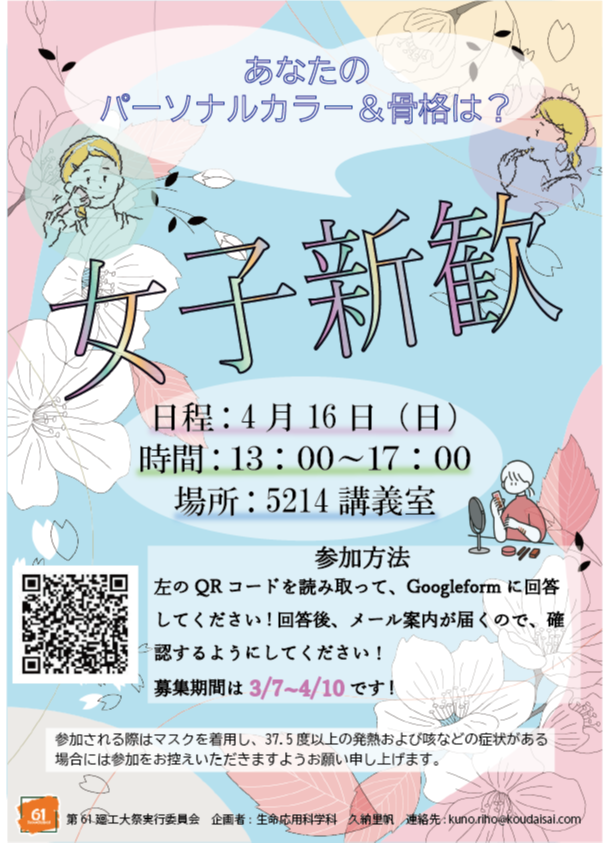 あなたの
パーソナルカラー＆骨格は？
女子新歓
日程：4月16日（日）
時間：13：00～17：00
場所：5214 講義室
参加方法
左のQRコードを読み取って、Googleformに回答
してください！回答後、メール案内が届くので、確
認するようにしてください！
募集期間は 3/7~4/10 です！
参加される際はマスクを着用し、37.5度以上の発熱および咳などの症状がある
場合には参加をお控えいただきますようお願い申し上げます。
61
第61廻工大祭実行委員会　企画者：生命応用科学科　久納里帆　連絡先：kuno.riho@koudaisai.com